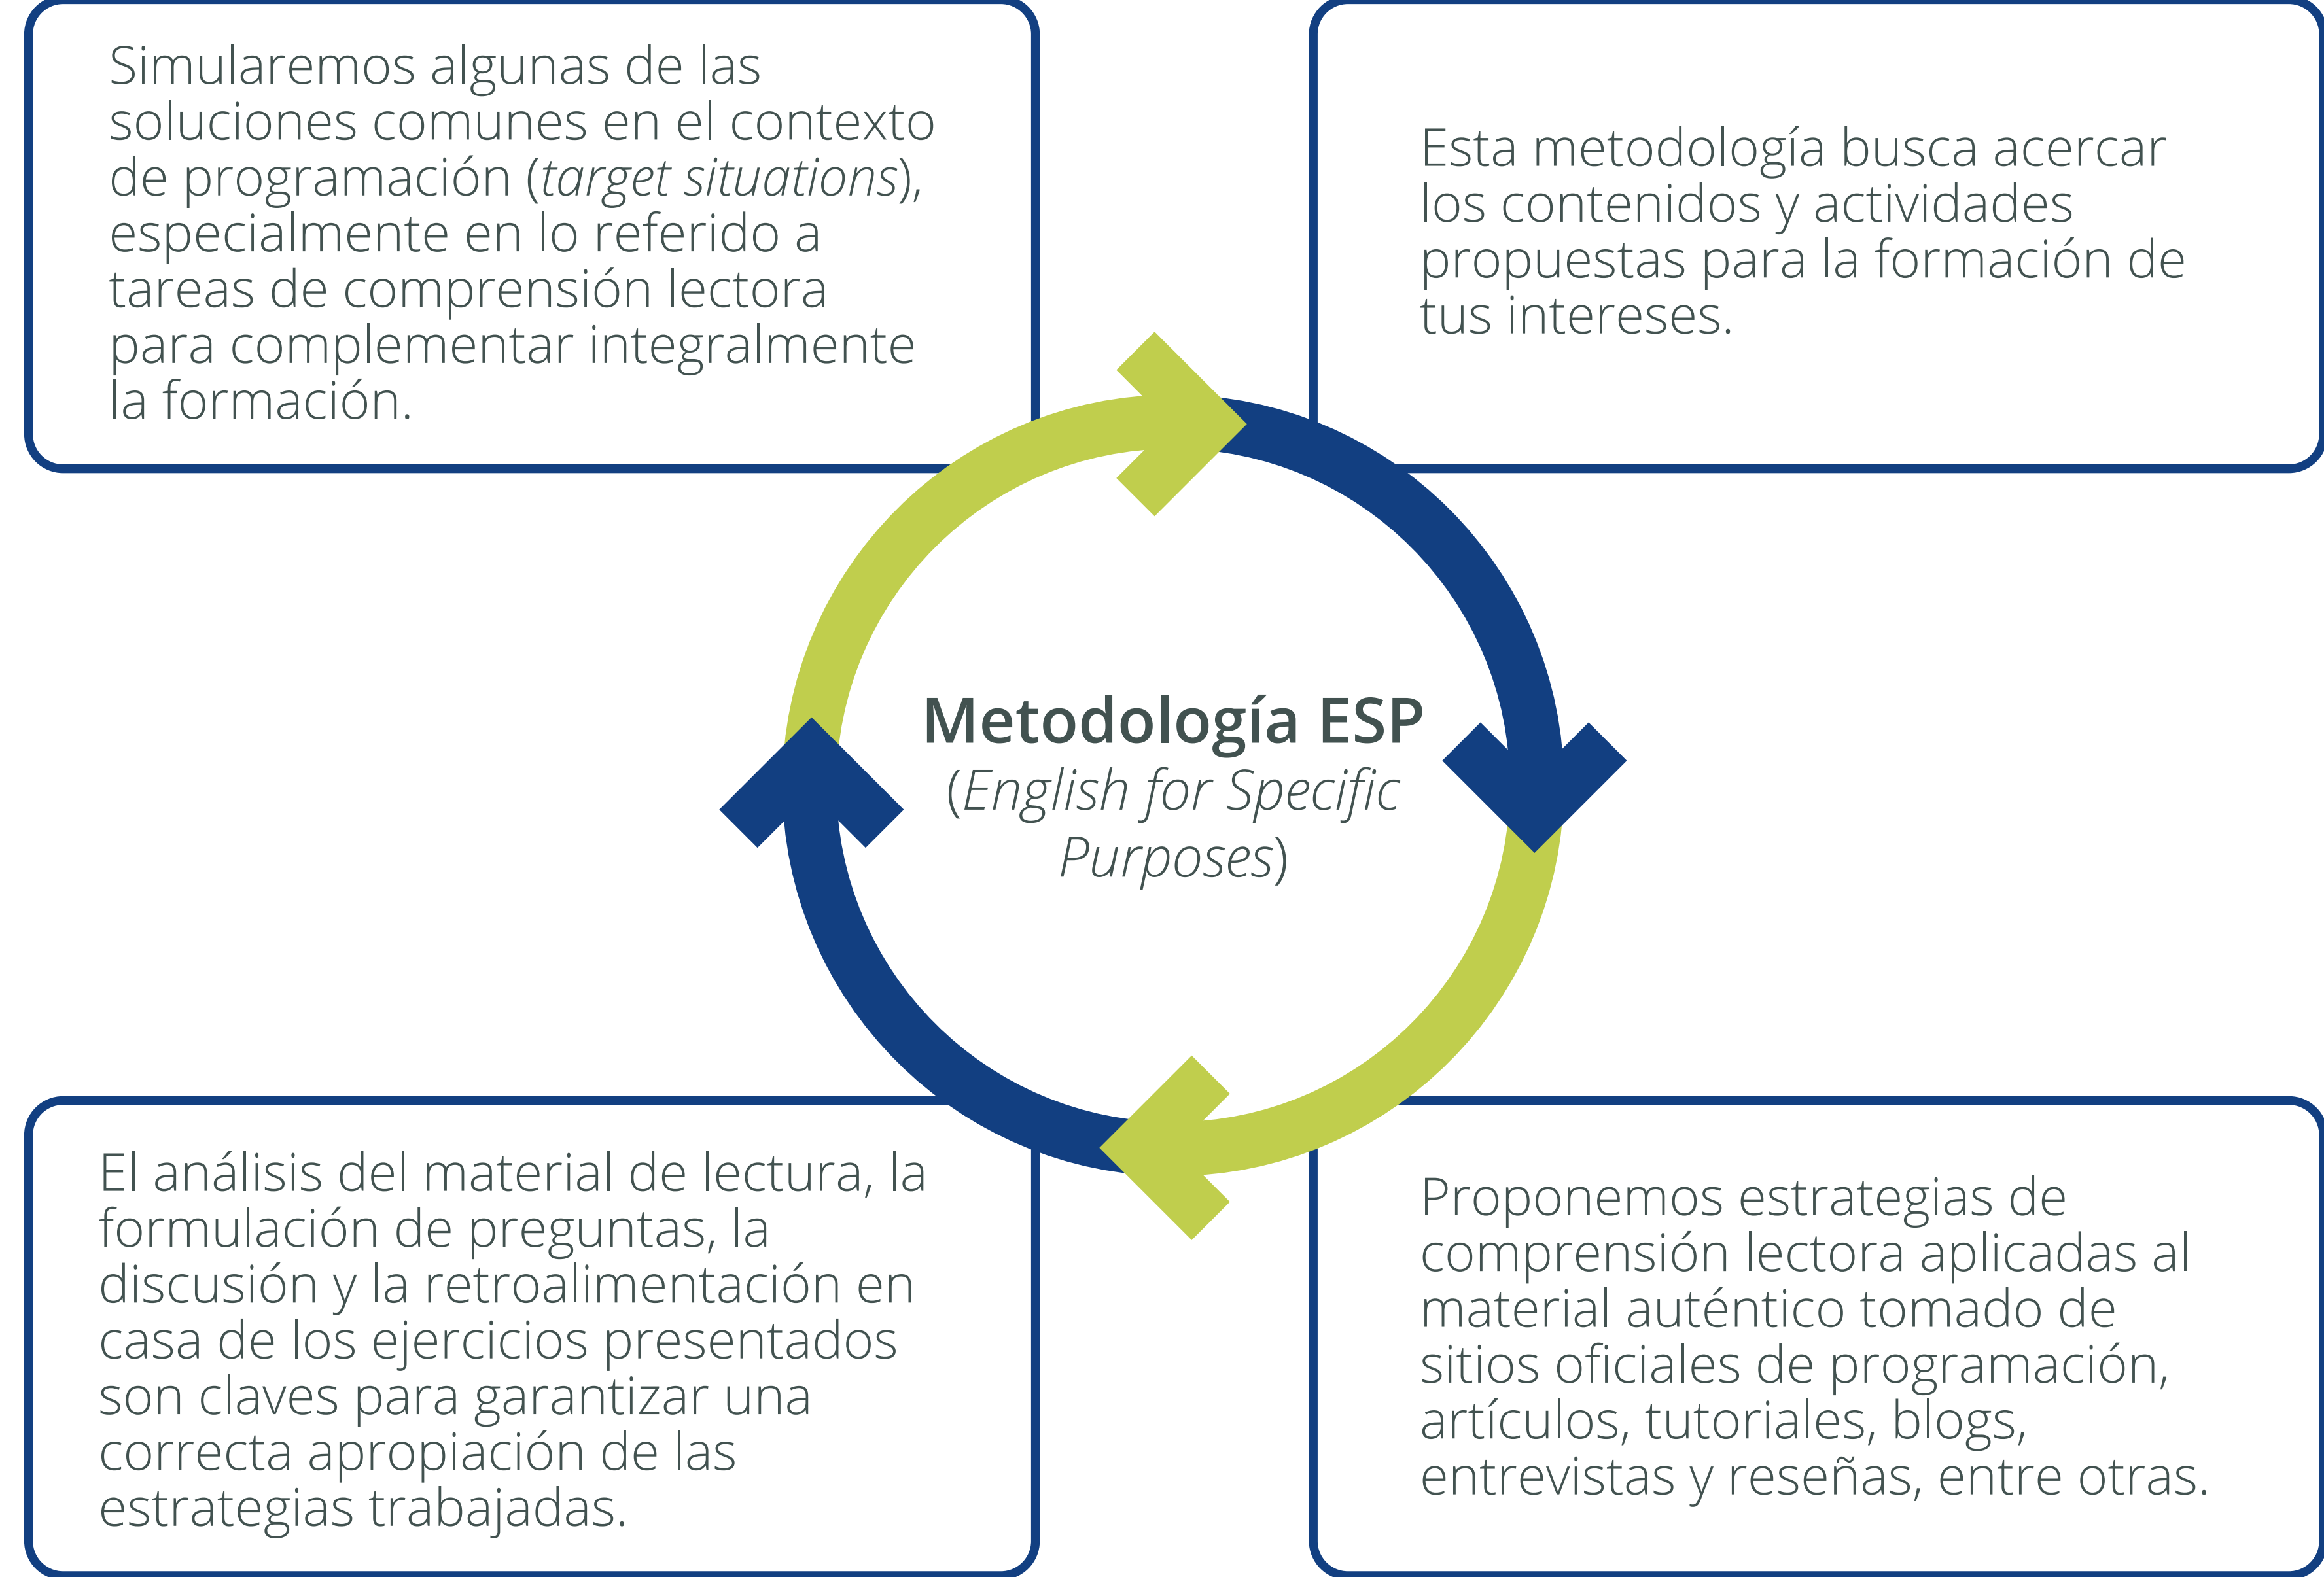 Simularemos algunas de las
soluciones comunes en el contexto
de programación (target situations),
especialmente en lo referido a
tareas de comprensión lectora
para complementar integralmente
la formación.
Esta metodología busca acercar
los contenidos y actividades
propuestas para la formación de
tus intereses.
Metodología ESP
(English for Specific
Purposes)
El análisis del material de lectura, la
formulación de preguntas, la
discusión y la retroalimentación en
casa de los ejercicios presentados
son claves para garantizar una
correcta apropiación de las
estrategias trabajadas.
Proponemos estrategias de
comprensión lectora aplicadas al
material auténtico tomado de
sitios oficiales de programación,
artículos, tutoriales, blogs,
entrevistas y reseñas, entre otras.